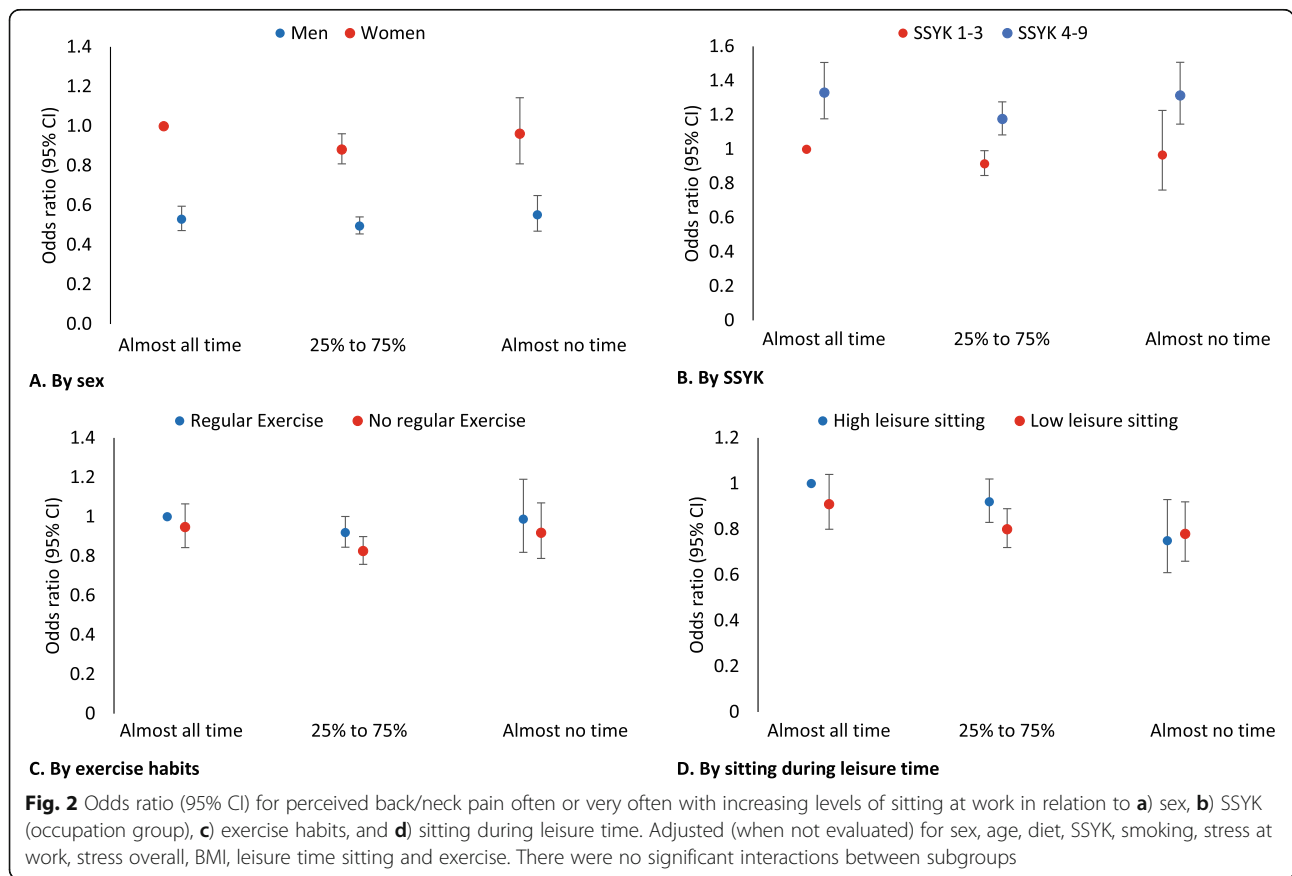 Men Women
Odds ratio (95% CI)
1.4
1.2
1.0
0.8
0.6
0.4
0.2
0.0
Almost all time 25% to 75% Almost no time
A. By sex
SSYK 1-3 SSYK 4-9
Odds ratio (95% CI)
1.6
1.4
1.2
1
0.8
0.6
0.4
0.2
0
Almost all time 25% to 75% Almost no time
B. By SSYK
Regular Exercise No regular Exercise
Odds ratio (95% CI)
1.4
1.2
1
0.8
0.6
0.4
0.2
0
Almost all time 25% to 75% Almost no time
C. By exercise habits
High leisure sitting Low leisure sitting
Odds ratio (95% CI)
1.2
1
0.8
0.6
0.4
0.2
0
Almost all time 25% to 75% Almost no time
D. By sitting during leisure time
Fig. 2 Odds ratio (95% CI) for perceived back/neck pain often or very often with increasing levels of sitting at work in relation to a) sex, b) SSYK
(occupation group), c) exercise habits, and d) sitting during leisure time. Adjusted (when not evaluated) for sex, age, diet, SSYK, smoking, stress at
work, stress overall, BMI, leisure time sitting and exercise. There were no significant interactions between subgroups